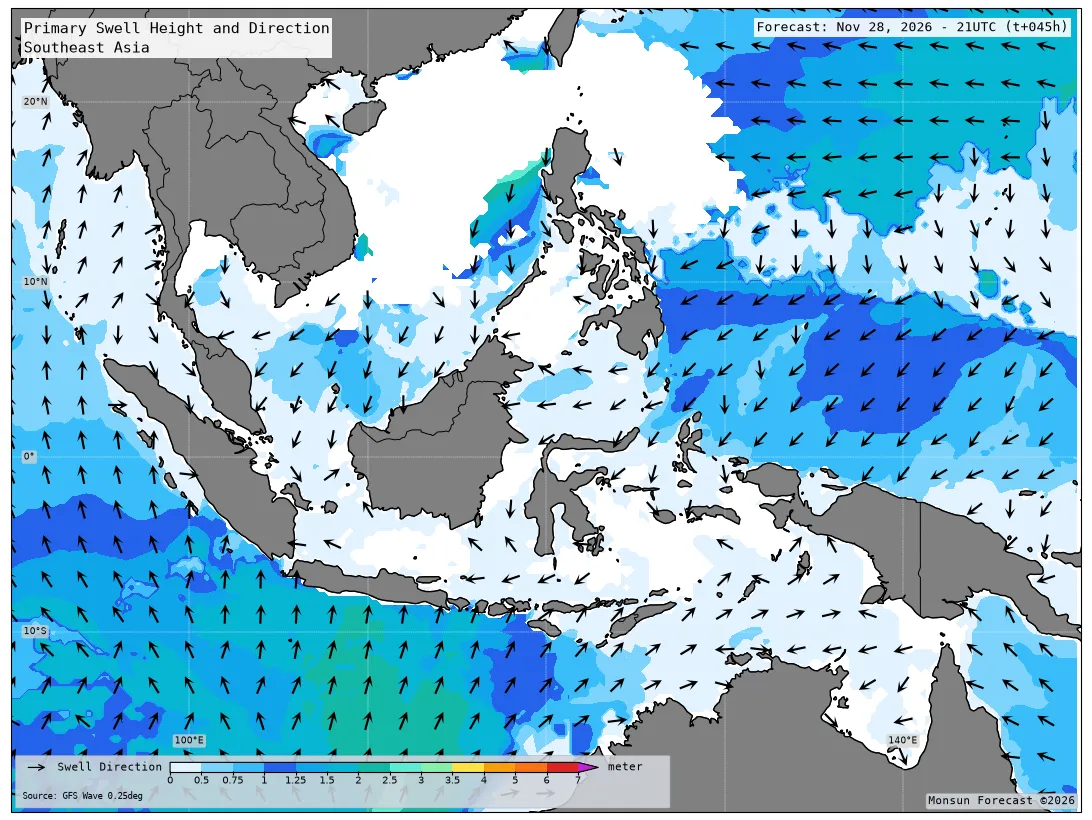 Primary Swell Height and Direction
Southeast Asia
Forecast: Nov 28, 2026 - 21UTC (t+045h)
20°N
10°N
0°
10°S
100°E
140°E
Swell Direction
meter
0 0.5 0.75 1 1.25 1.5 2 2.5 3 3.5 4 5 6 7
Source: GFS Wave 0.25deg
Monsun Forecast ©2026